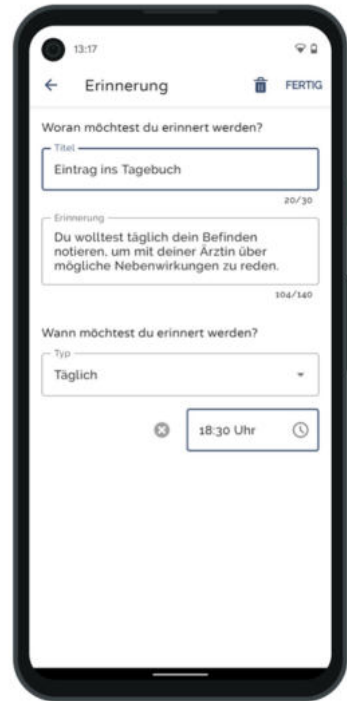 13:17
Erinnerung FERTIG
Woran möchtest du erinnert werden?
Titel
Eintrag ins Tagebuch
20/30
Erinnerung
Du wolltest täglich dein Befinden
notieren, um mit deiner Ärztin über
mögliche Nebenwirkungen zu reden.
104/140
Wann möchtest du erinnert werden?
Typ
Täglich
18:30 Uhr